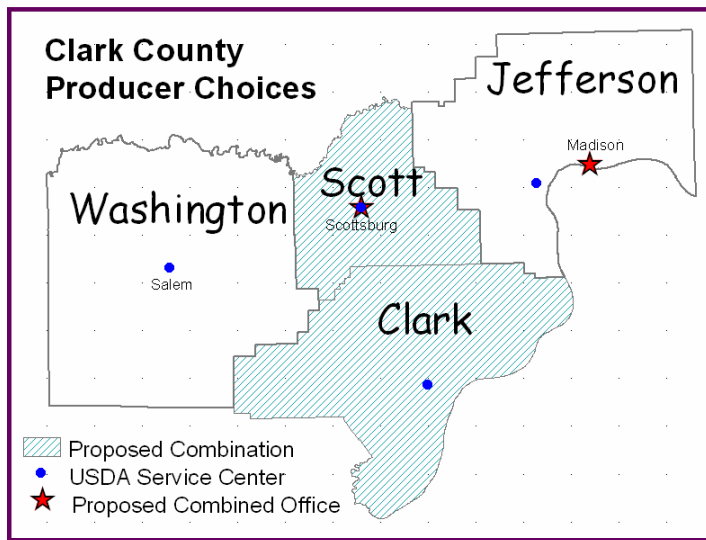 Clark County
Producer Choices
Jefferson
Madison
Scott
Washington
Scottsburg
Salem
Clark
Proposed Combination
USDA Service Center
Proposed Combined Office